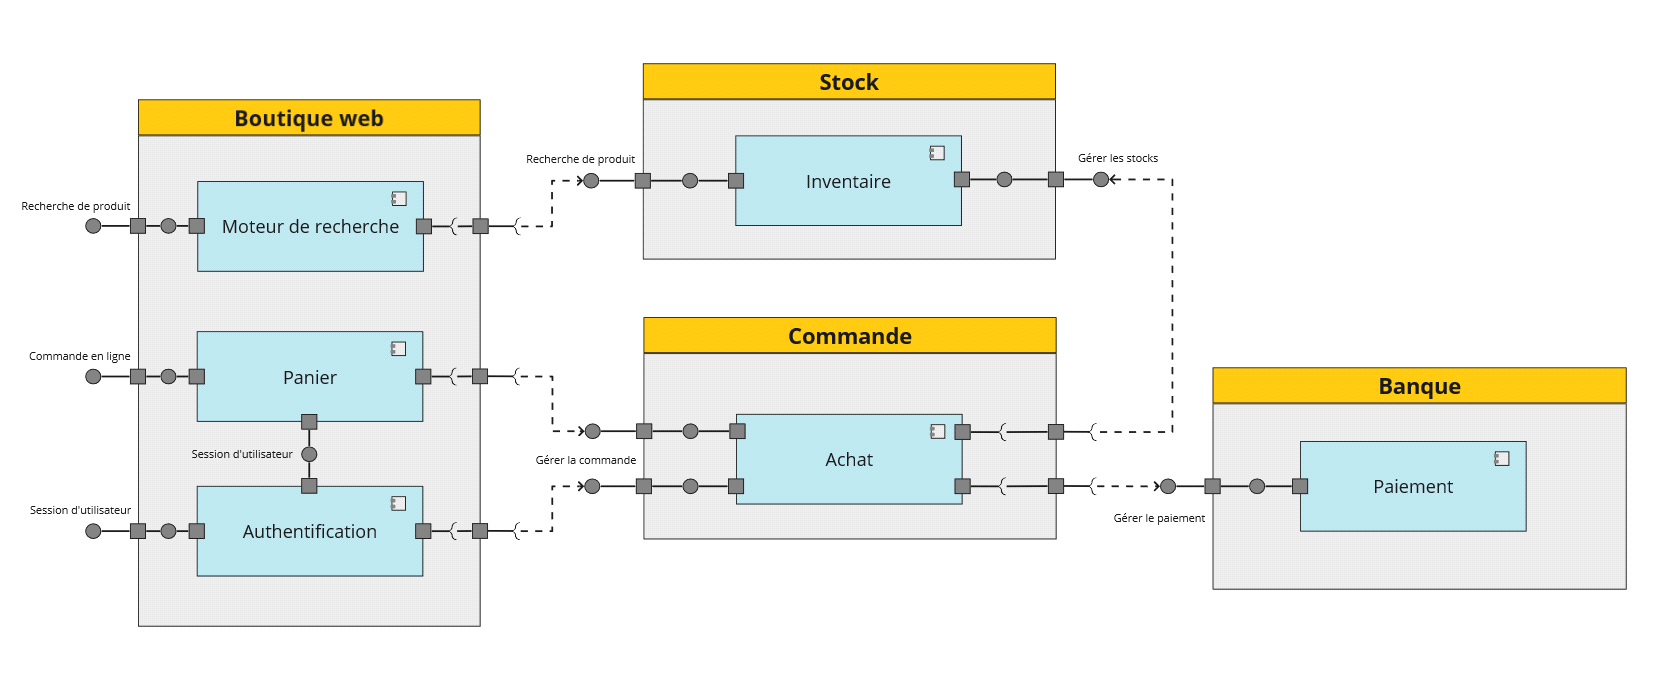 Boutique web
Recherche de produit
Moteur de recherche
Commande en ligne
Panier
Session d'utilisateur
Session d'utilisateur
Authentification
Stock
Recherche de produit
Inventaire
Gérer les stocks
Commande
Gérer la commande
Achat
Banque
Gérer le paiement
Paiement